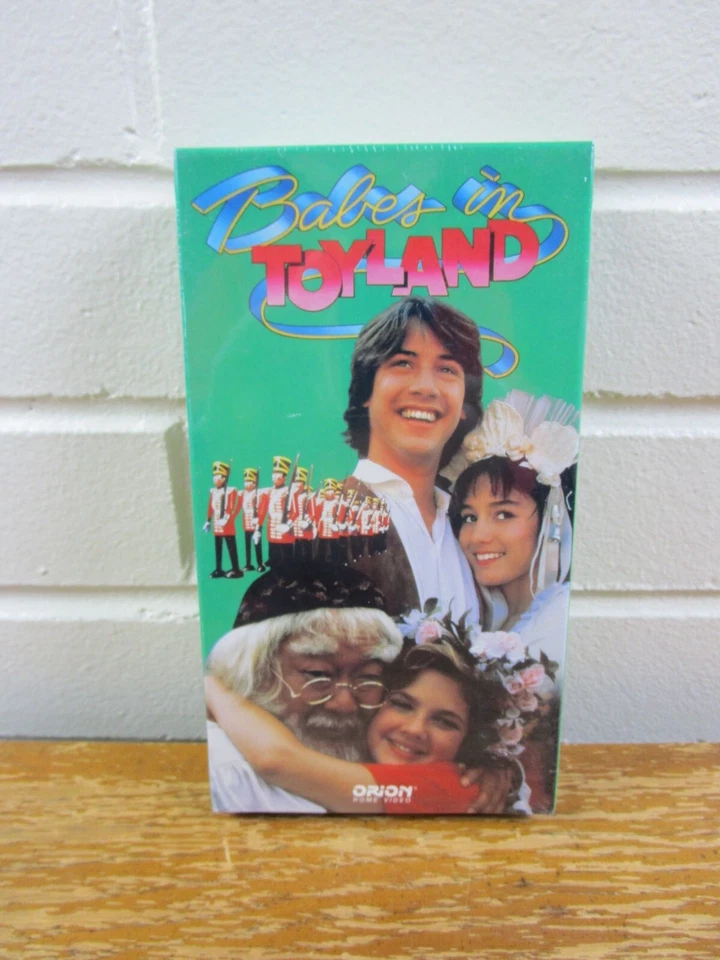 Babes in
TOYLAND
ORION
HOME VIDEO